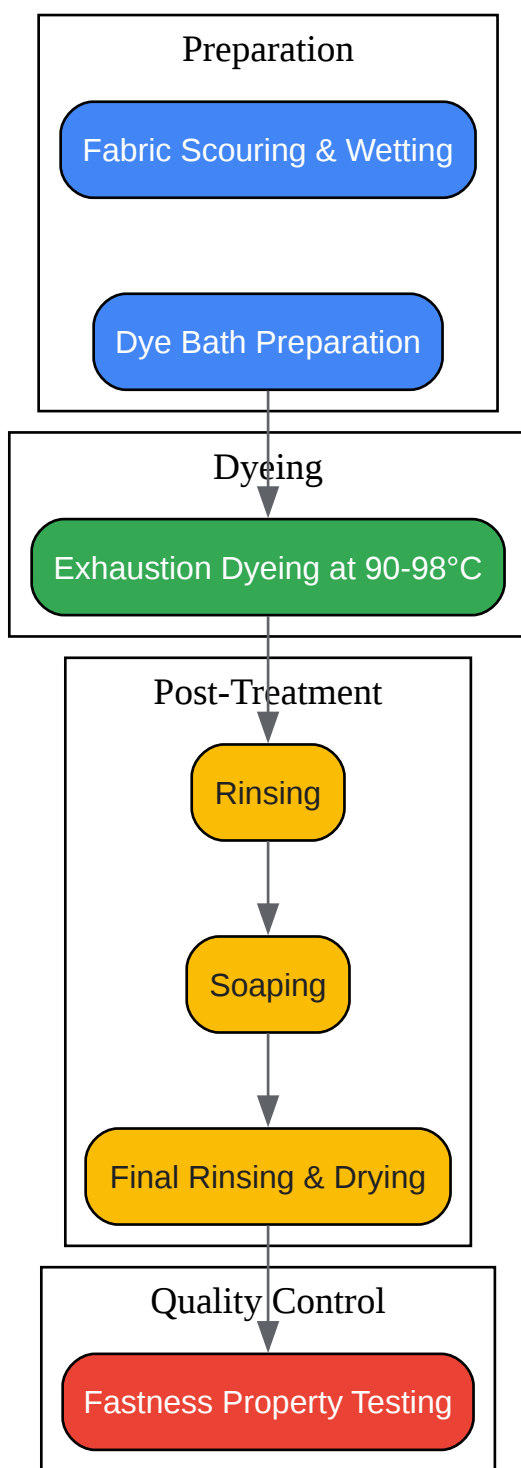 Preparation
Fabric Scouring & Wetting
Dye Bath Preparation
Dyeing
Exhaustion Dyeing at 90-98°C
Post-Treatment
Rinsing
Soaping
Final Rinsing & Drying
Quality Control
Fastness Property Testing